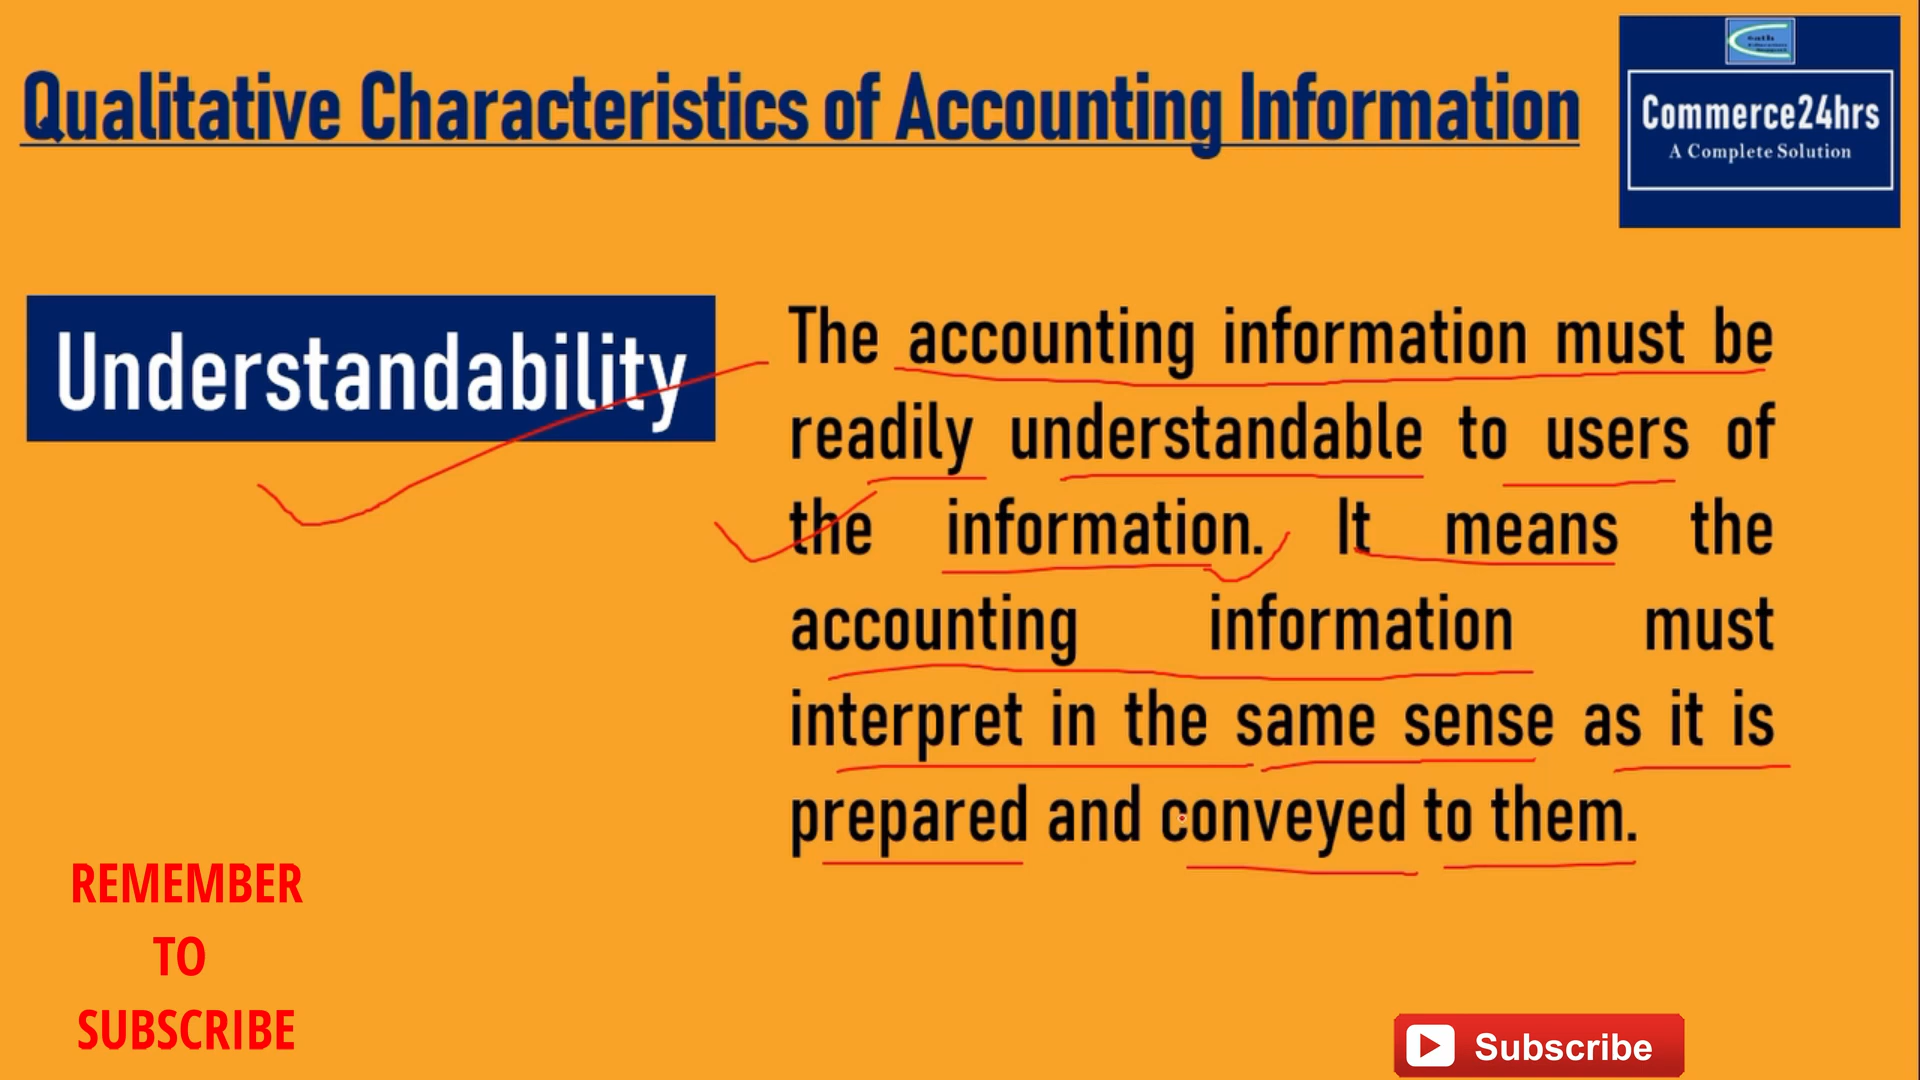 Qualitative Characteristics of Accounting Information
Commerce24hrs
A Complete Solution
Understandability
The accounting information must be
readily understandable to users of
the information. It means the
accounting information must
interpret in the same sense as it is
prepared and conveyed to them.
REMEMBER
TO
SUBSCRIBE
Subscribe